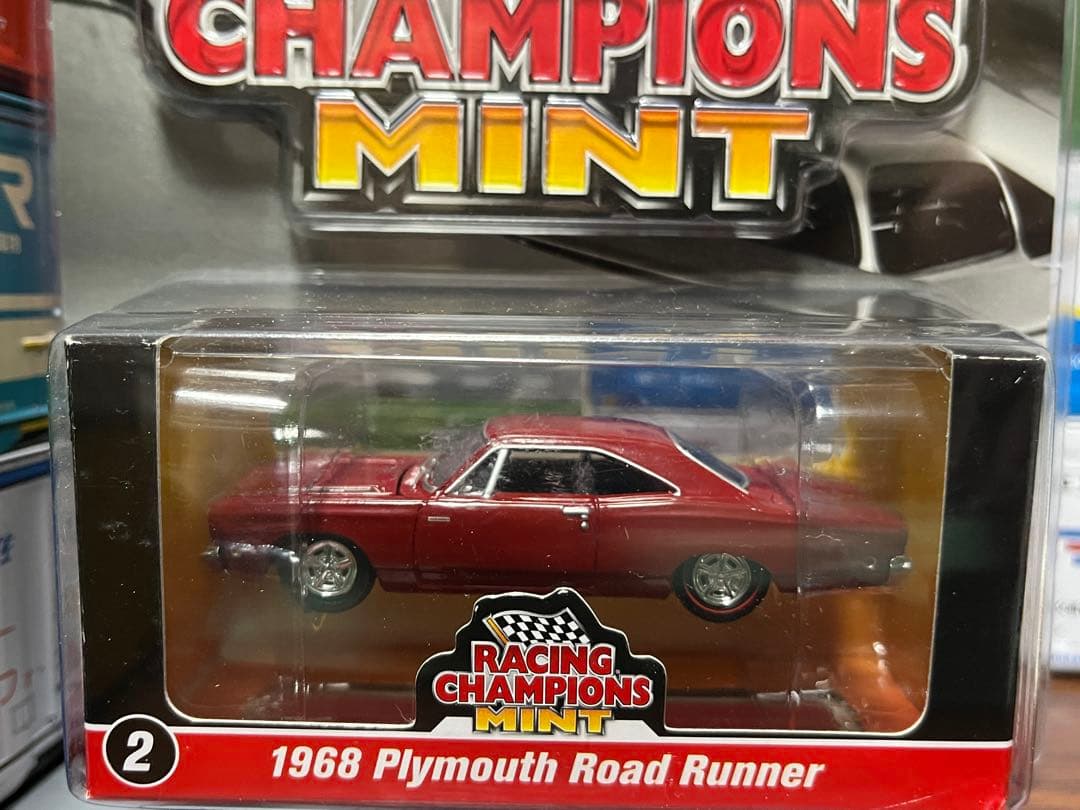 CHAMPIONS
MINT
RACING
CHAMPIONS
MINT
2
1968 Plymouth Road Runner